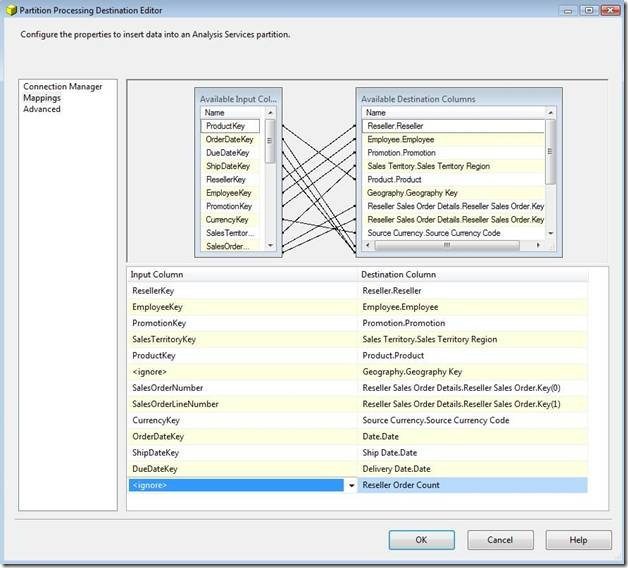 Partition Processing Destination Editor
Configure the properties to insert data into an Analysis Services partition.
Connection Manager
Mappings
Advanced
Available Input Col...
Name
ProductKey
OrderDateKey
DueDateKey
ShipDateKey
ResellerKey
EmployeeKey
PromotionKey
CurrencyKey
SalesTerritor...
SalesOrder...
Available Destination Columns
Name
Reseller.Reseller
Employee.Employee
Promotion.Promotion
Sales Territory.Sales Territory Region
Product.Product
Geography.Geography Key
Reseller Sales Order Details.Reseller Sales Order.Key
Reseller Sales Order Details.Reseller Sales Order.Key
Source Currency.Source Currency Code
Input Column Destination Column
ResellerKey Reseller.Reseller
EmployeeKey Employee.Employee
PromotionKey Promotion.Promotion
SalesTerritoryKey Sales Territory.Sales Territory Region
ProductKey Product.Product
<ignore> Geography.Geography Key
SalesOrderNumber Reseller Sales Order Details.Reseller Sales Order.Key(0)
SalesOrderLineNumber Reseller Sales Order Details.Reseller Sales Order.Key(1)
CurrencyKey Source Currency.Source Currency Code
OrderDateKey Date.Date
ShipDateKey Ship Date.Date
DueDateKey Delivery Date.Date
<ignore> Reseller Order Count
OK Cancel Help